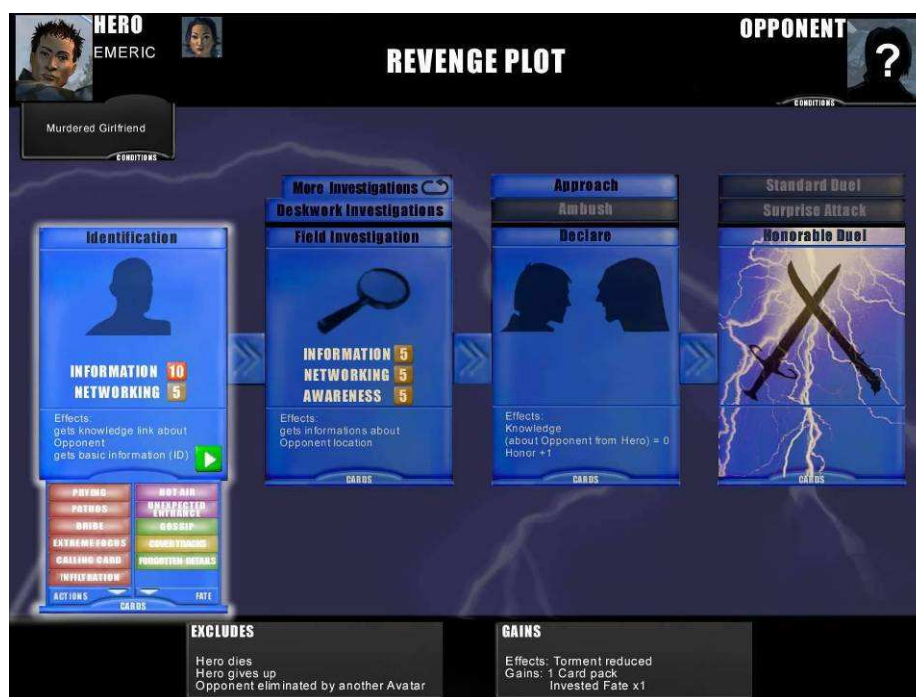 HERO
EMERIC
REVENGE PLOT
OPPONENT
?
CONDITIONS
Murdered Girlfriend
CONDITIONS
Identification
INFORMATION 10
NETWORKING 5
Effects:
gets knowledge link about
Opponent
gets basic information (ID)
PRYING
PATROS
BRIBE
EXTREME FOCUS
CALLING CARD
INFILTRATION
ACTIONS
HOT AIR
UNEXPECTED
ENTRANCE
GOSSIP
COVER TRACKS
FORGOTTEN DETAILS
FATE
CARDS
More Investigations
Deskwork Investigations
Field Investigation
INFORMATION 5
NETWORKING 5
AWARENESS 5
Effects:
gets informations about
Opponent location
CARDS
Approach
Ambush
Declare
Effects:
Knowledge
(about Opponent from Hero) = 0
Honor +1
CARDS
Standard Duel
Surprise Attack
Honorable Duel
CARDS
EXCLUDES
Hero dies
Hero gives up
Opponent eliminated by another Avatar
GAINS
Effects: Torment reduced
Gains: 1 Card pack
Invested Fate x1